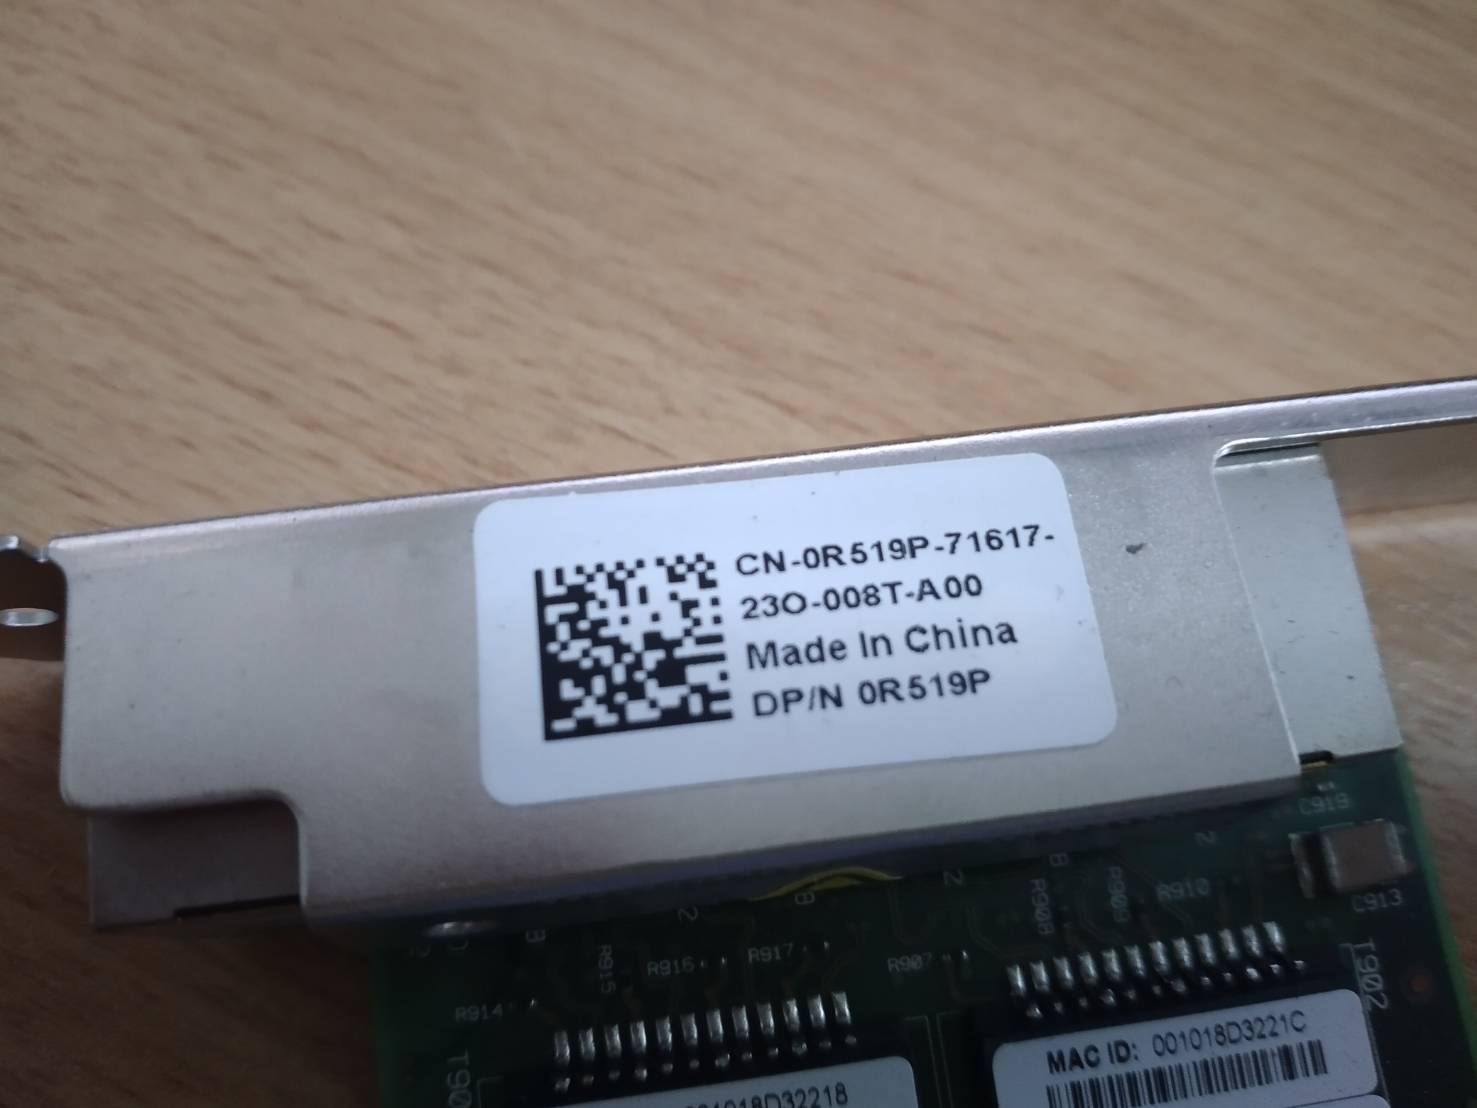 CN-0R519P-71617-
23O-008T-A00
Made In China
DP/N 0R519P
C919
C913
R910
R909
R908
R907
R917
R916
R915
R914
T902
MAC ID: 001018D3221C
001018D32218